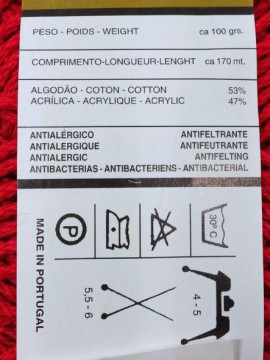 PESO - POIDS - WEIGHT ca 100 grs.
COMPRIMENTO-LONGUEUR-LENGHT ca 170 mt.
ALGODÃO - COTON - COTTON 53%
ACRÍLICA - ACRYLIQUE - ACRYLIC 47%
ANTIALÉRGICO ANTIFELTRANTE
ANTIALERGIQUE ANTIFEUTRANTE
ANTIALERGIC ANTIFELTING
ANTIBACTERIAS - ANTIBACTERIENS - ANTIBACTERIAL
MADE IN PORTUGAL
P
30º C
5,5 - 6
4 - 5